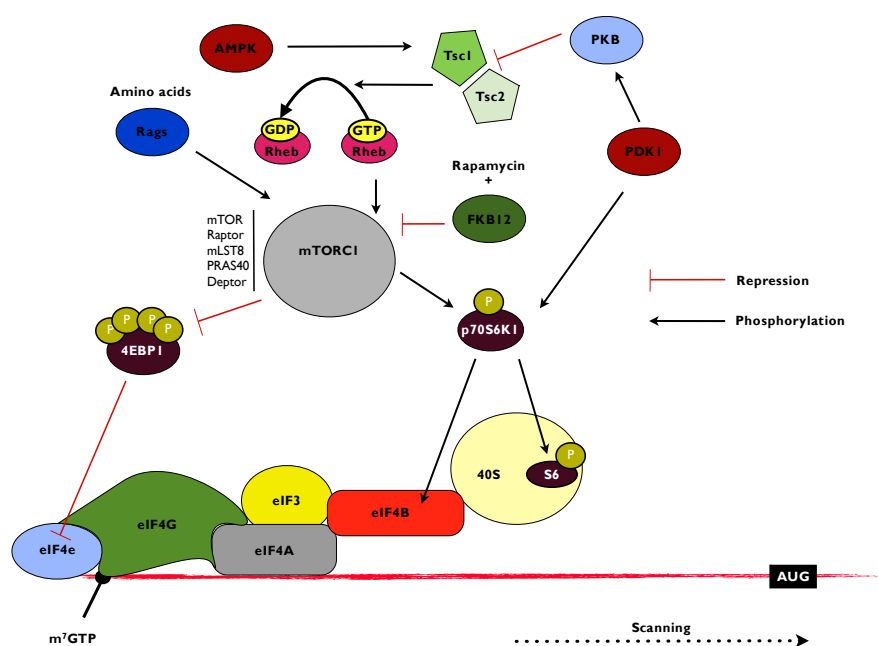 AMPK
Tsc1
Tsc2
PKB
Amino acids
Rags
GDP
Rheb
GTP
Rheb
PDK1
Rapamycin
+
FKB12
mTOR
Raptor
mLST8
PRAS40
Deptor
mTORC1
Repression
Phosphorylation
P
P
P
P
4EBP1
P
p70S6K1
40S
S6
P
eIF3
eIF4G
eIF4B
eIF4e
eIF4A
AUG
m⁷GTP
Scanning